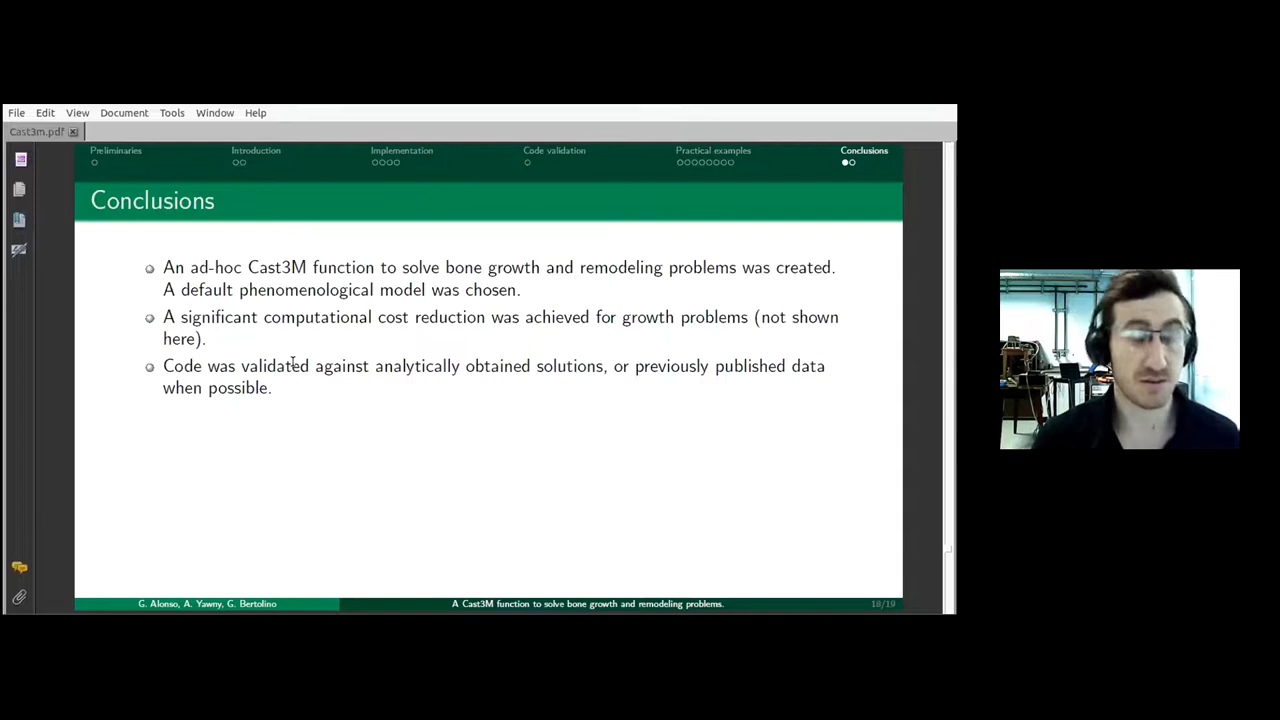 File Edit View Document Tools Window Help
Cast3m.pdf
Preliminaries Introduction Implementation Code validation Practical examples Conclusions
Conclusions
An ad-hoc Cast3M function to solve bone growth and remodeling problems was created.
A default phenomenological model was chosen.
A significant computational cost reduction was achieved for growth problems (not shown
here).
Code was validated against analytically obtained solutions, or previously published data
when possible.
G. Alonso, A. Yawny, G. Bertolino A Cast3M function to solve bone growth and remodeling problems. 18/19